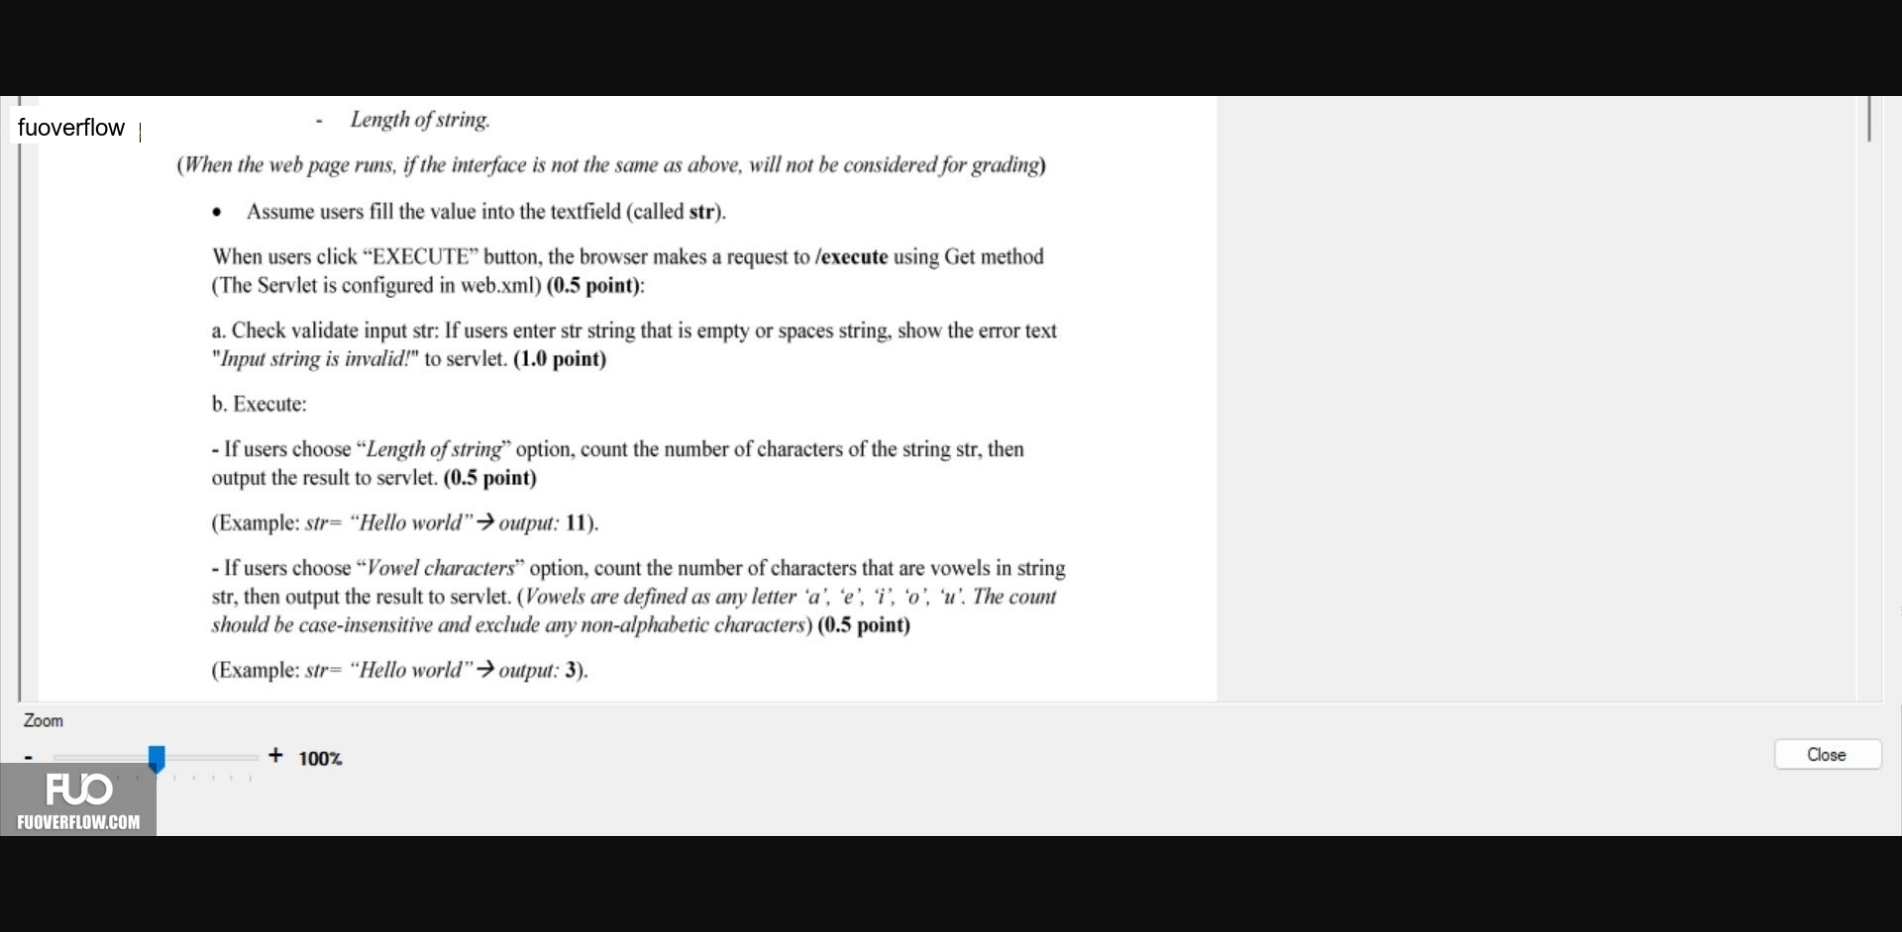 fuoverflow
- Length of string.
(When the web page runs, if the interface is not the same as above, will not be considered for grading)
• Assume users fill the value into the textfield (called str).
When users click “EXECUTE” button, the browser makes a request to /execute using Get method
(The Servlet is configured in web.xml) (0.5 point):
a. Check validate input str: If users enter str string that is empty or spaces string, show the error text
"Input string is invalid!" to servlet. (1.0 point)
b. Execute:
- If users choose “Length of string” option, count the number of characters of the string str, then
output the result to servlet. (0.5 point)
(Example: str= “Hello world”→ output: 11).
- If users choose “Vowel characters” option, count the number of characters that are vowels in string
str, then output the result to servlet. (Vowels are defined as any letter ‘a’, ‘e’, ‘i’, ‘o’, ‘u’. The count
should be case-insensitive and exclude any non-alphabetic characters) (0.5 point)
(Example: str= “Hello world”→ output: 3).
Zoom
- + 100%
Close
FUO
FUOVERFLOW.COM